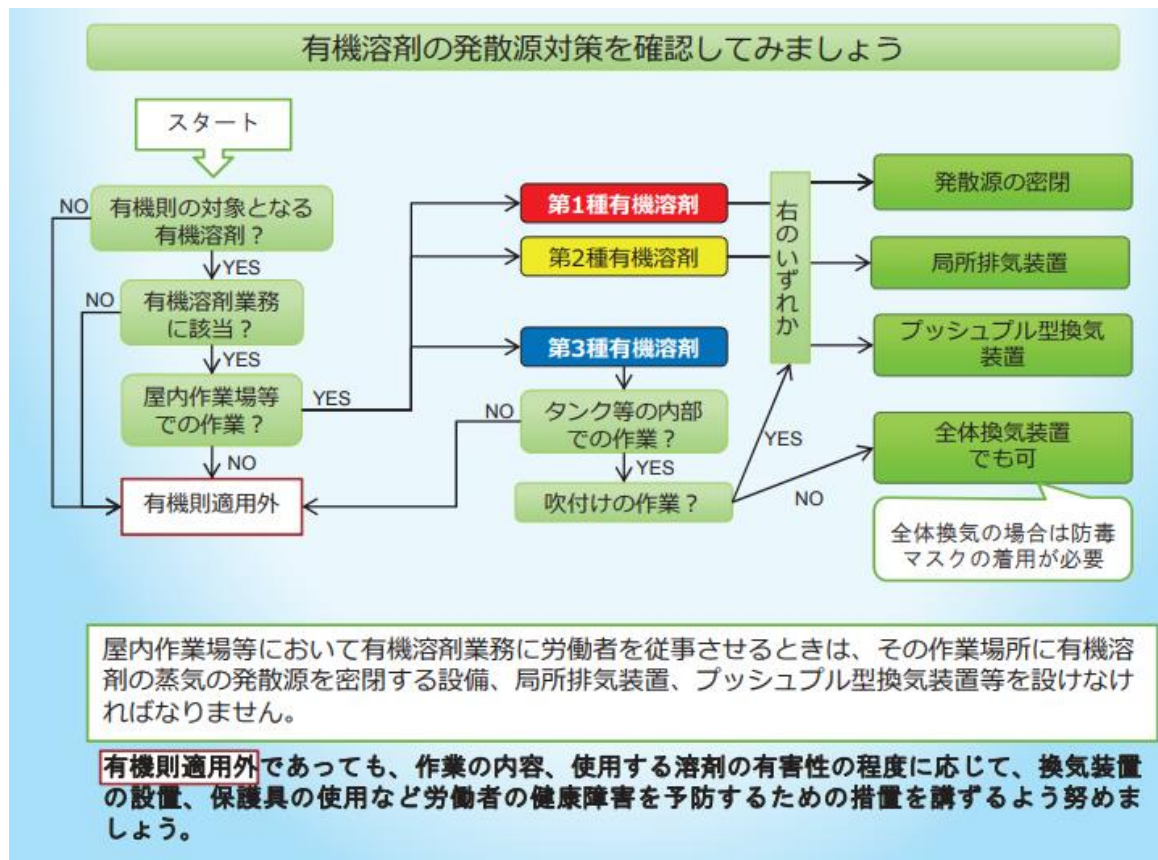 有機溶剤の発散源対策を確認してみましょう
スタート
NO
有機則の対象となる
有機溶剤？
YES
NO
有機溶剤業務
に該当？
YES
屋内作業場等
での作業？
YES
NO
有機則適用外
第1種有機溶剤
第2種有機溶剤
第3種有機溶剤
NO
タンク等の内部
での作業？
YES
吹付けの作業？
YES
NO
右のいずれか
発散源の密閉
局所排気装置
プッシュプル型換気
装置
全体換気装置
でも可
全体換気の場合は防毒
マスクの着用が必要
屋内作業場等において有機溶剤業務に労働者を従事させるときは、その作業場所に有機溶
剤の蒸気の発散源を密閉する設備、局所排気装置、プッシュプル型換気装置等を設けなけ
ればなりません。
有機則適用外であっても、作業の内容、使用する溶剤の有害性の程度に応じて、換気装置
の設置、保護具の使用など労働者の健康障害を予防するための措置を講ずるよう努めま
しょう。